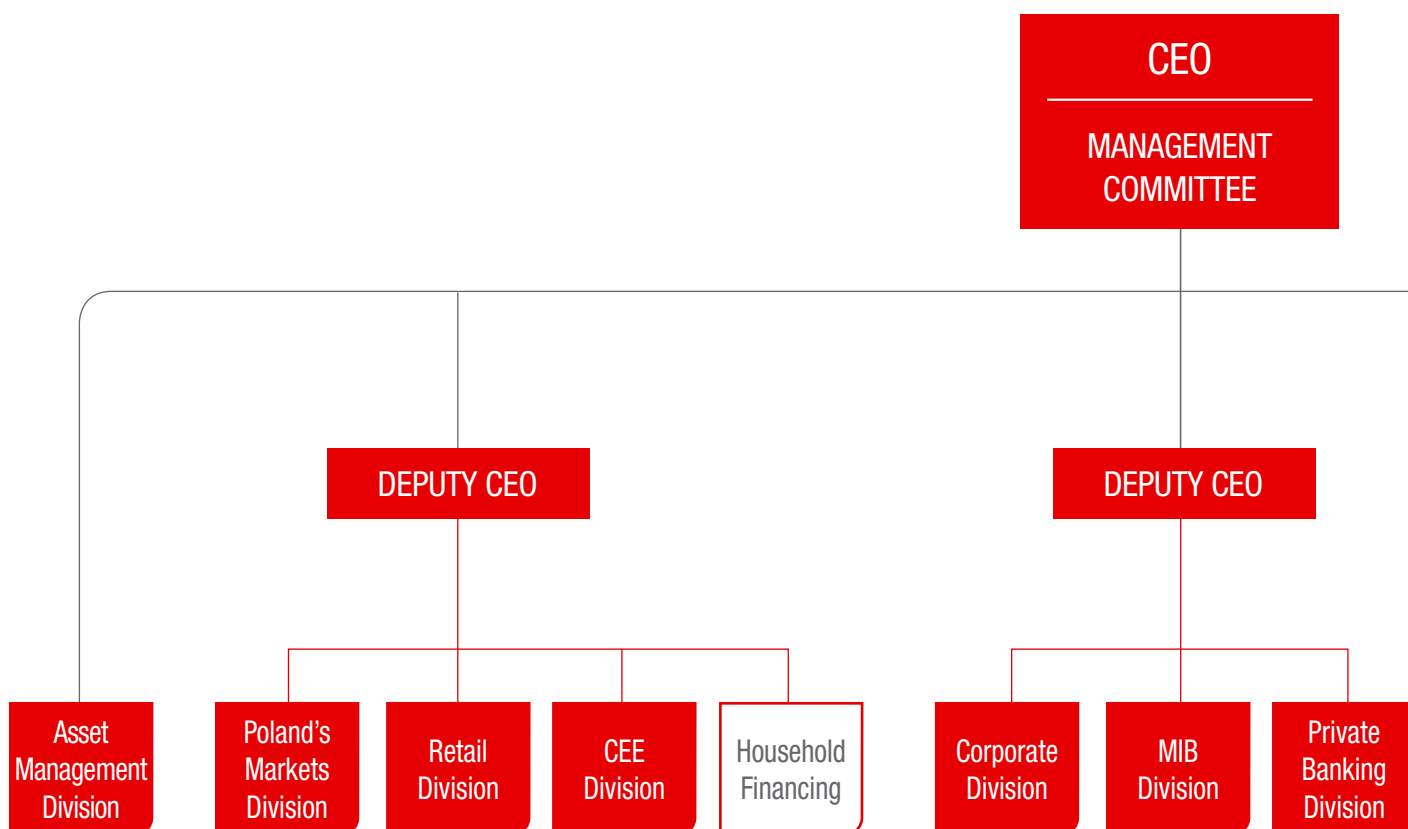 CEO
MANAGEMENT
COMMITTEE
DEPUTY CEO
DEPUTY CEO
Asset
Management
Division
Poland’s
Markets
Division
Retail
Division
CEE
Division
Household
Financing
Corporate
Division
MIB
Division
Private
Banking
Division